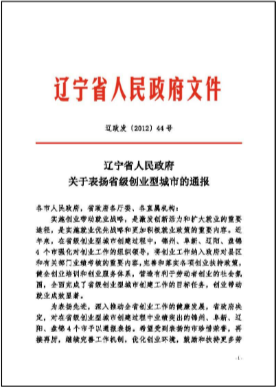 辽宁省人民政府文件
辽政发〔2012〕44号
辽宁省人民政府
关于表扬省级创业型城市的通报
各市人民政府，省政府各厅委、各直属机构：
实施创业带动就业战略，是激发创新活力和扩大就业的重要
途径，是实施就业优先战略和更加积极就业政策的重要内容。近
年来，在省级创业型城市创建过程中，锦州、阜新、辽阳、盘锦
4个市强化对创业工作的组织领导，将创业工作纳入政府对县区
和有关部门业绩考核的重要内容，完善和落实各项创业扶持政策，
健全创业培训和创业服务体系，营造有利于劳动者创业的社会氛
围，全面完成了省级创业型城市创建工作的目标任务，创业带动
就业成效显著。
为表扬先进，深入推动全省创业工作的健康发展，省政府决
定，对在省级创业型城市创建过程中业绩突出的锦州、阜新、辽
阳、盘锦4个市予以通报表扬。希望受到表扬的市珍惜荣誉，再
接再厉，继续完善工作机制，优化创业环境，鼓励和扶持更多劳
-1-